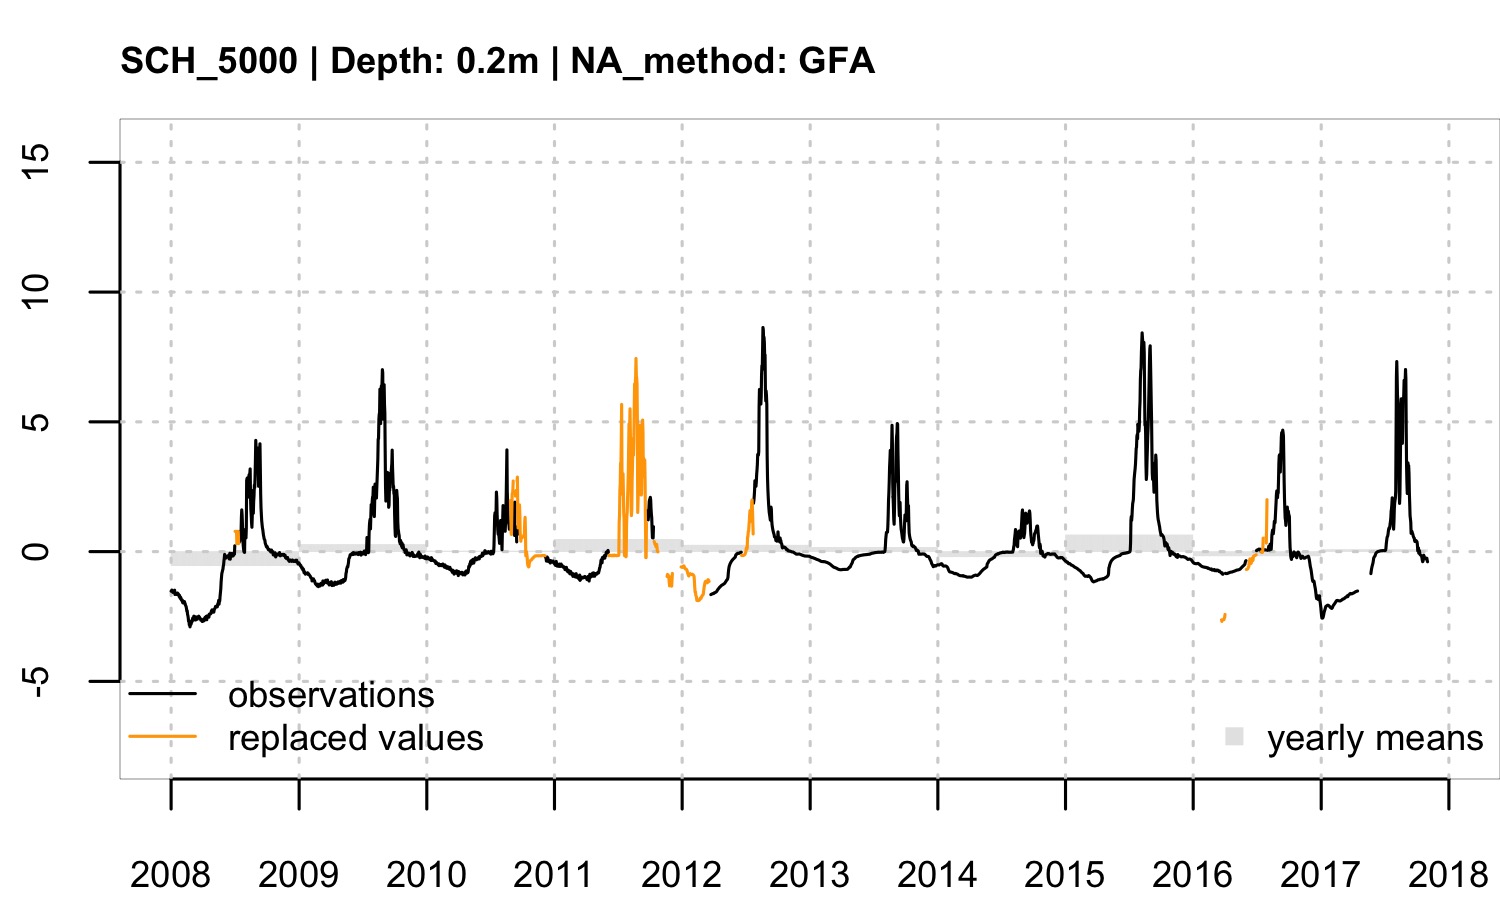 SCH_5000 | Depth: 0.2m | NA_method: GFA
15
10
5
0
-5
observations
replaced values
yearly means
2008 2009 2010 2011 2012 2013 2014 2015 2016 2017 2018